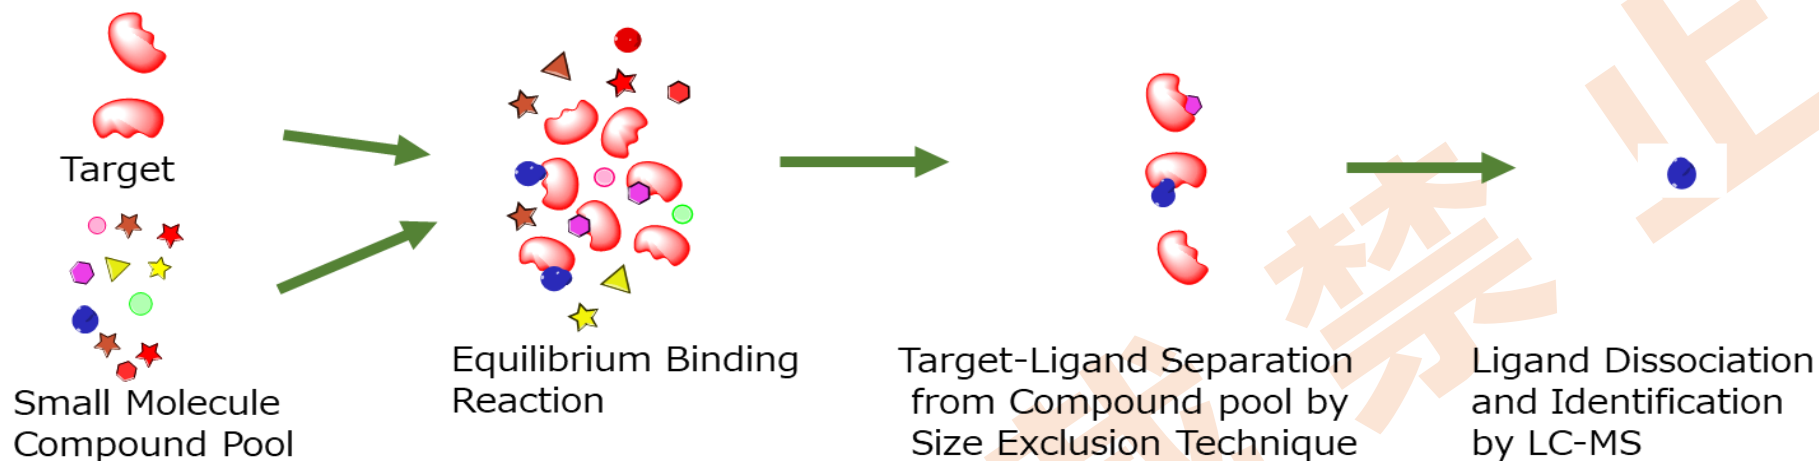 Target
Small Molecule
Compound Pool
Equilibrium Binding
Reaction
Target-Ligand Separation
from Compound pool by
Size Exclusion Technique
Ligand Dissociation
and Identification
by LC-MS
禁止